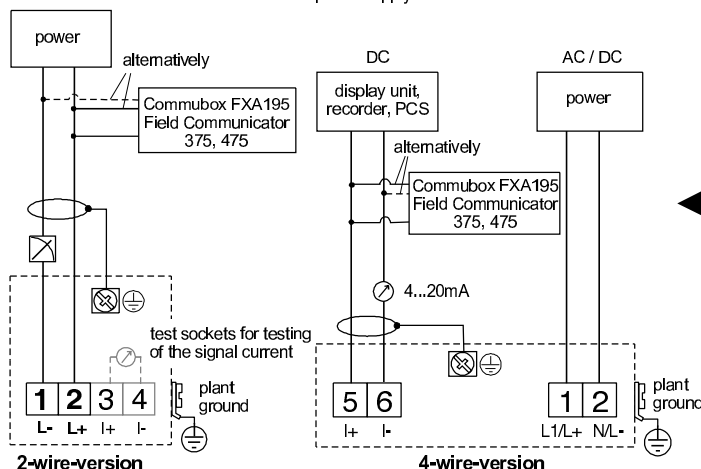 power
alternatively
Commubox FXA195
Field Communicator
375, 475
test sockets for testing
of the signal current
1 2 3 4
L- L+ I+ I-
plant
ground
2-wire-version
DC
display unit,
recorder, PCS
alternatively
Commubox FXA195
Field Communicator
375, 475
4...20mA
5 6
I+ I-
AC / DC
power
1 2
L1/L+ N/L-
plant
ground
4-wire-version